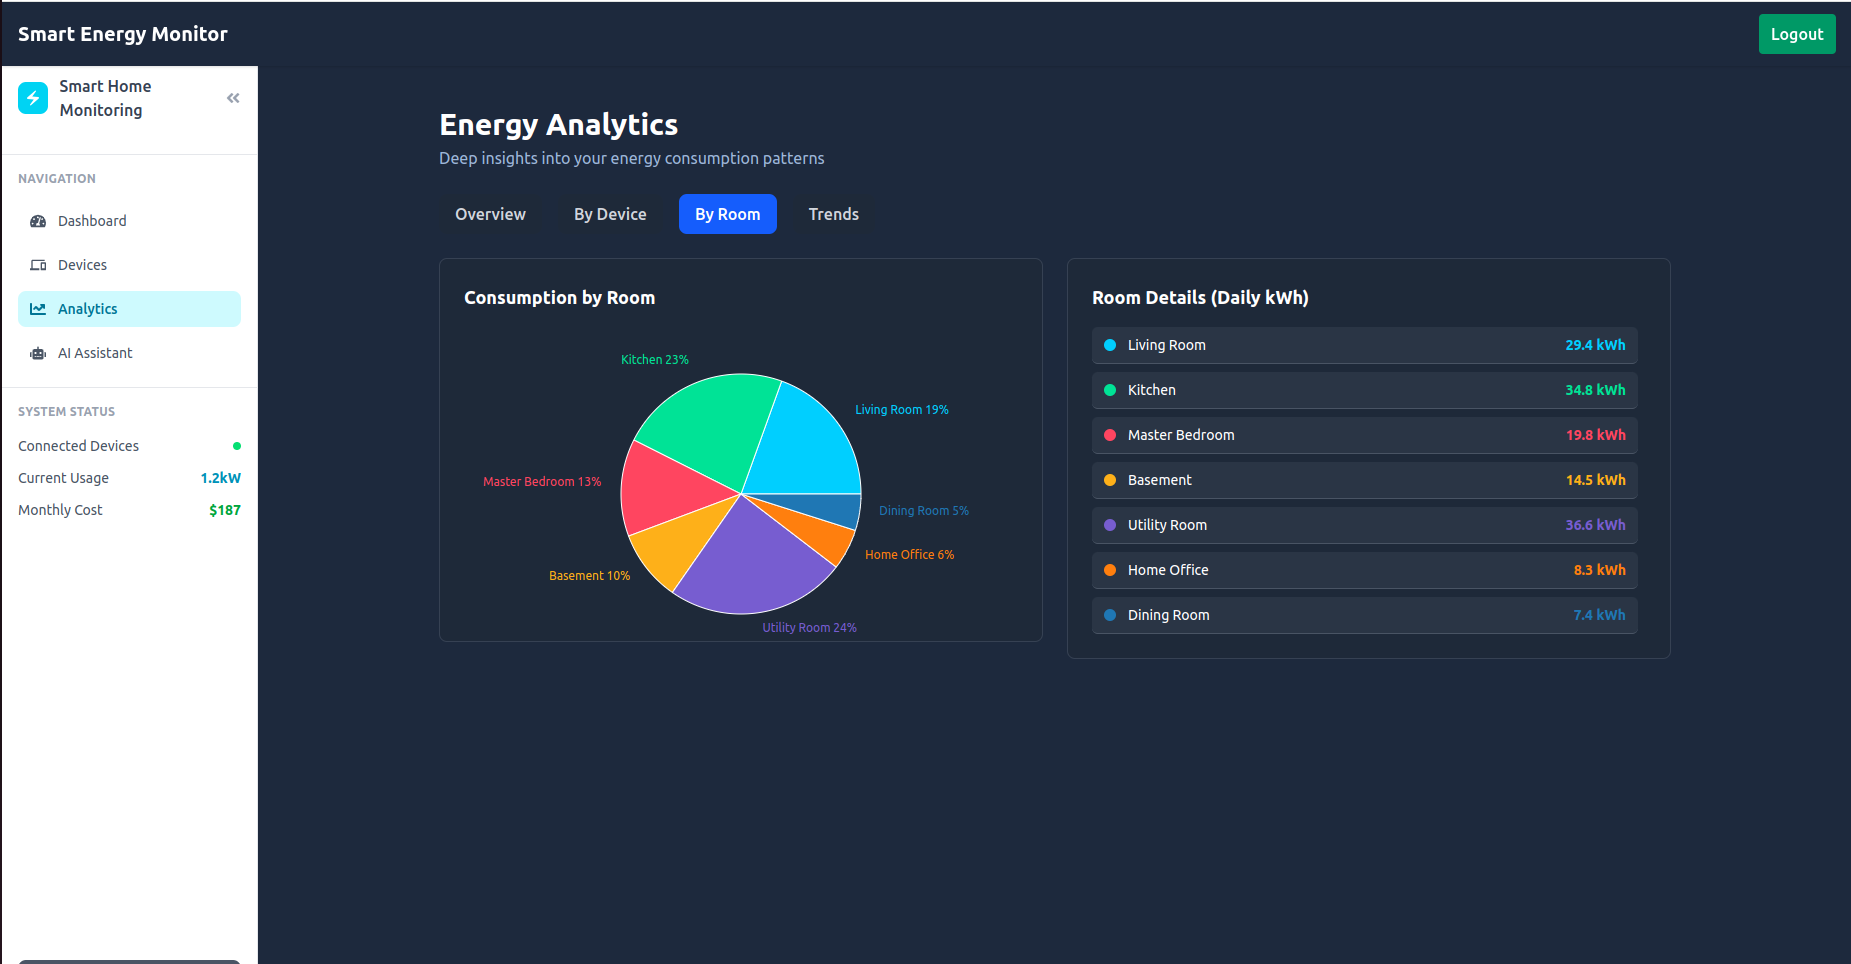 Smart Energy Monitor
Logout
Smart Home
Monitoring
NAVIGATION
Dashboard
Devices
Analytics
AI Assistant
SYSTEM STATUS
Connected Devices
Current Usage 1.2kW
Monthly Cost $187
Energy Analytics
Deep insights into your energy consumption patterns
Overview By Device By Room Trends
Consumption by Room
Kitchen 23%
Living Room 19%
Master Bedroom 13%
Dining Room 5%
Home Office 6%
Basement 10%
Utility Room 24%
Room Details (Daily kWh)
Living Room 29.4 kWh
Kitchen 34.8 kWh
Master Bedroom 19.8 kWh
Basement 14.5 kWh
Utility Room 36.6 kWh
Home Office 8.3 kWh
Dining Room 7.4 kWh